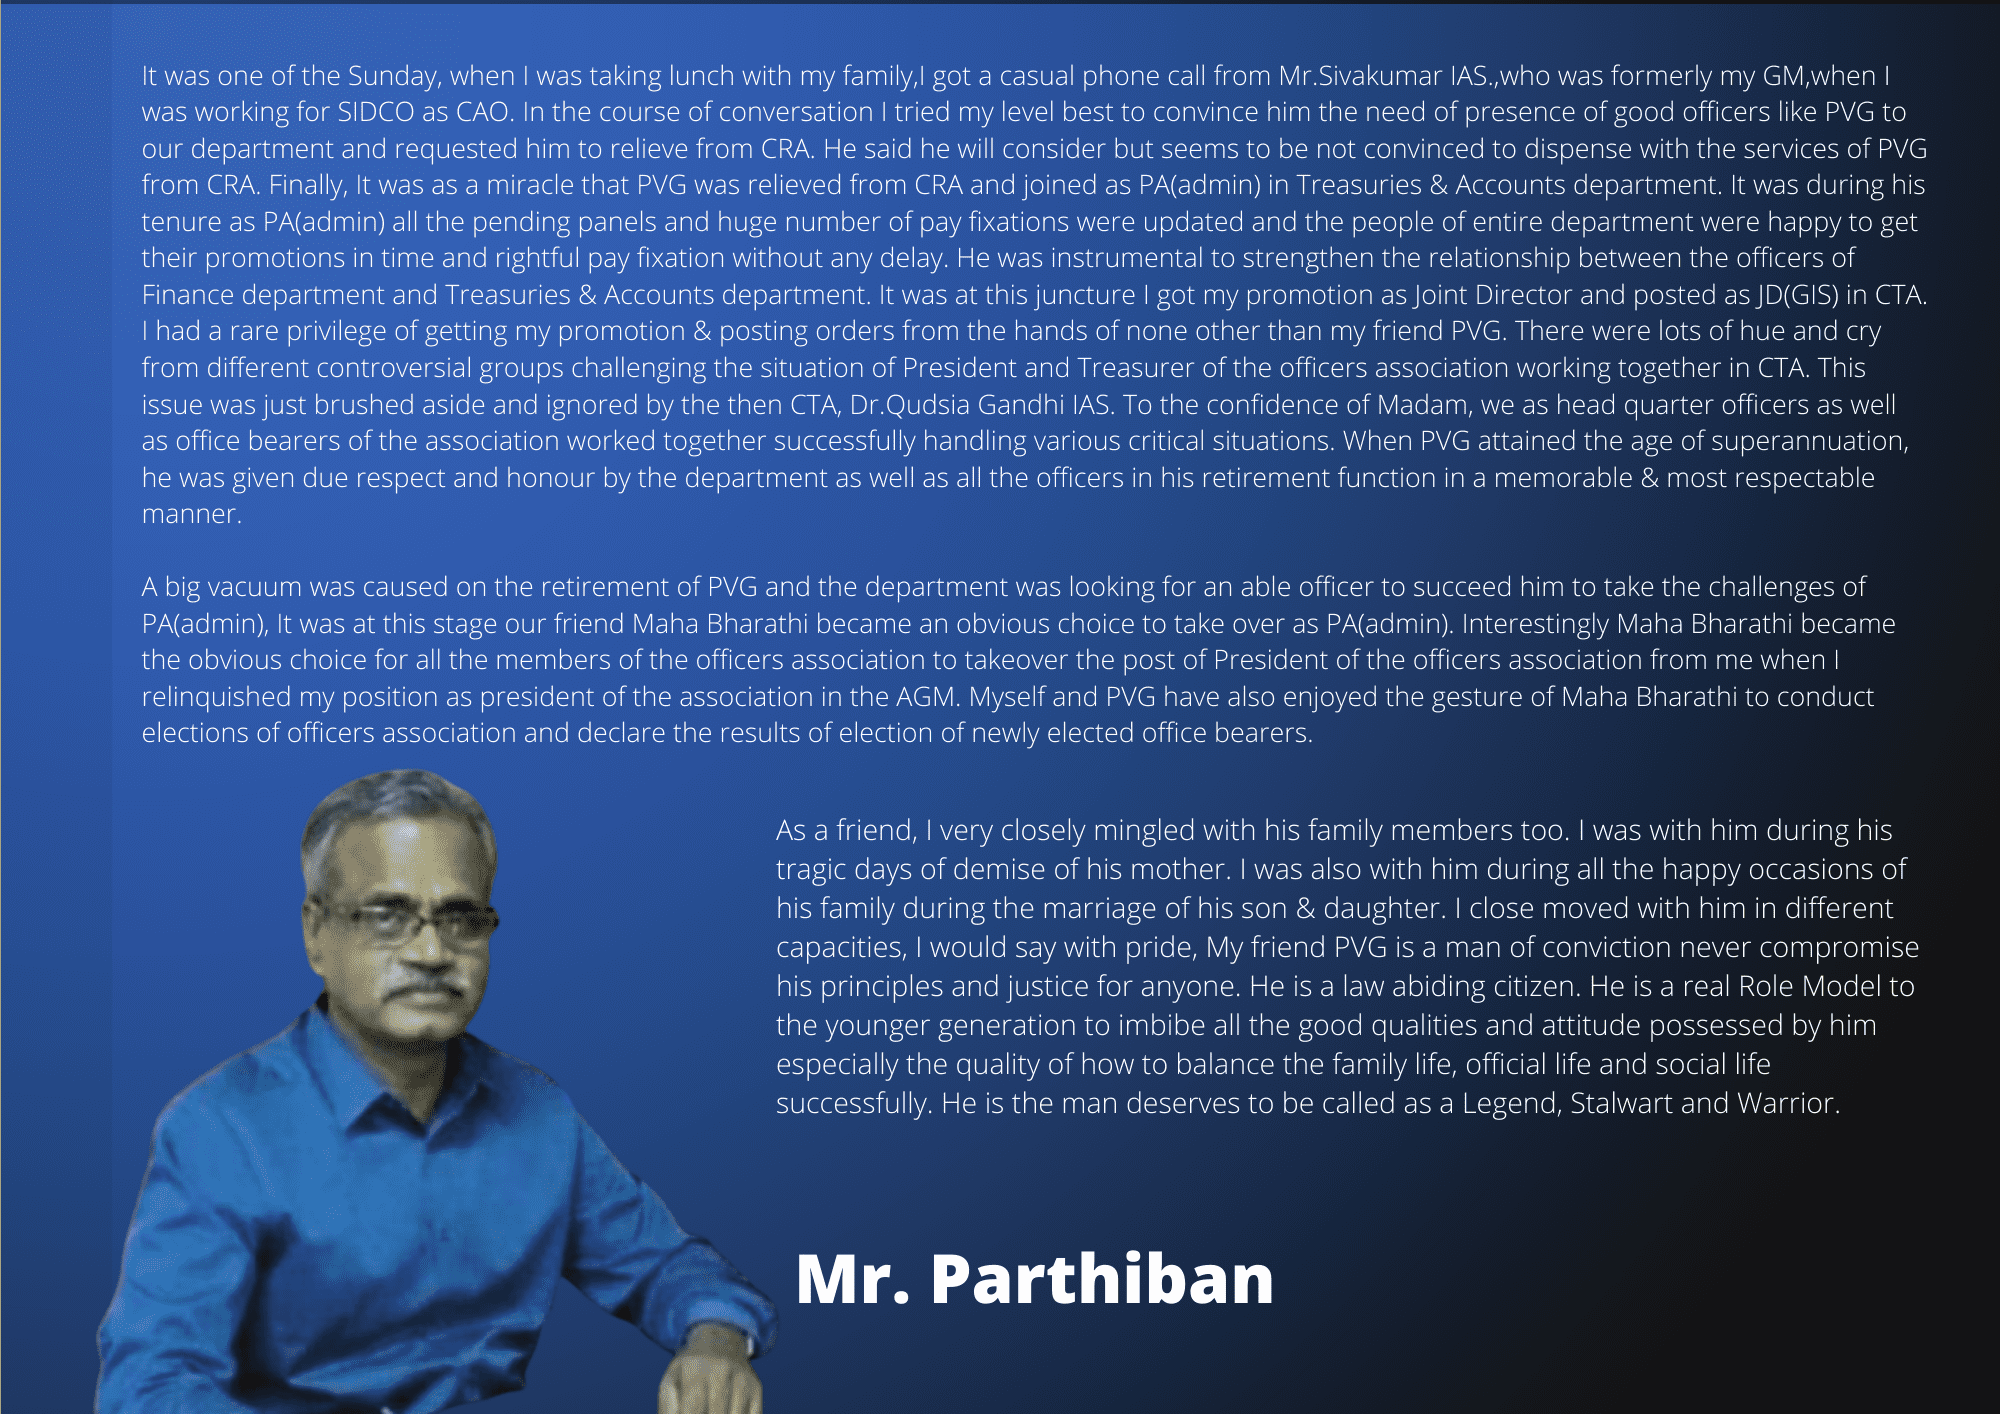 It was one of the Sunday, when I was taking lunch with my family,I got a casual phone call from Mr.Sivakumar IAS.,who was formerly my GM,when I
was working for SIDCO as CAO. In the course of conversation I tried my level best to convince him the need of presence of good officers like PVG to
our department and requested him to relieve from CRA. He said he will consider but seems to be not convinced to dispense with the services of PVG
from CRA. Finally, It was as a miracle that PVG was relieved from CRA and joined as PA(admin) in Treasuries & Accounts department. It was during his
tenure as PA(admin) all the pending panels and huge number of pay fixations were updated and the people of entire department were happy to get
their promotions in time and rightful pay fixation without any delay. He was instrumental to strengthen the relationship between the officers of
Finance department and Treasuries & Accounts department. It was at this juncture I got my promotion as Joint Director and posted as JD(GIS) in CTA.
I had a rare privilege of getting my promotion & posting orders from the hands of none other than my friend PVG. There were lots of hue and cry
from different controversial groups challenging the situation of President and Treasurer of the officers association working together in CTA. This
issue was just brushed aside and ignored by the then CTA, Dr.Qudsia Gandhi IAS. To the confidence of Madam, we as head quarter officers as well
as office bearers of the association worked together successfully handling various critical situations. When PVG attained the age of superannuation,
he was given due respect and honour by the department as well as all the officers in his retirement function in a memorable & most respectable
manner.
A big vacuum was caused on the retirement of PVG and the department was looking for an able officer to succeed him to take the challenges of
PA(admin), It was at this stage our friend Maha Bharathi became an obvious choice to take over as PA(admin). Interestingly Maha Bharathi became
the obvious choice for all the members of the officers association to takeover the post of President of the officers association from me when I
relinquished my position as president of the association in the AGM. Myself and PVG have also enjoyed the gesture of Maha Bharathi to conduct
elections of officers association and declare the results of election of newly elected office bearers.
As a friend, I very closely mingled with his family members too. I was with him during his
tragic days of demise of his mother. I was also with him during all the happy occasions of
his family during the marriage of his son & daughter. I close moved with him in different
capacities, I would say with pride, My friend PVG is a man of conviction never compromise
his principles and justice for anyone. He is a law abiding citizen. He is a real Role Model to
the younger generation to imbibe all the good qualities and attitude possessed by him
especially the quality of how to balance the family life, official life and social life
successfully. He is the man deserves to be called as a Legend, Stalwart and Warrior.
Mr. Parthiban